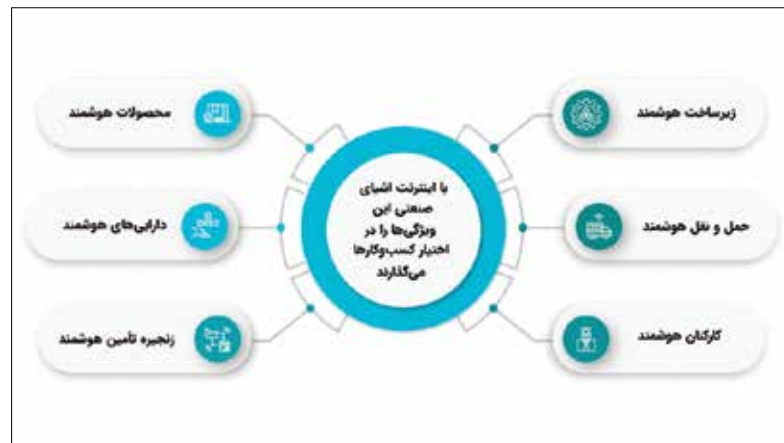 زیرساخت هوشمند
حمل و نقل هوشمند
کارکنان هوشمند
با اینترنت اشیای
صنعتی این
ویژگی‌ها را در
اختیار کسب‌وکارها
می‌گذارند
محصولات هوشمند
دارایی‌های هوشمند
زنجیره تأمین هوشمند